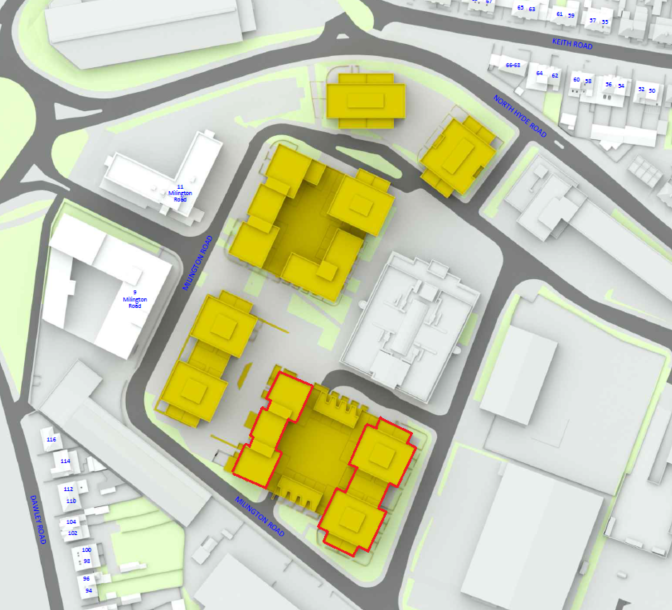 65 63
61 59
57 55
KEITH ROAD
66-68
64
62
60 58
56 54
52 50
NORTH HYDE ROAD
11
Millington
Road
MILLINGTON ROAD
9
Millington
Road
116
114
112
110
104
102
100
98
96
94
DAWLEY ROAD
MILLINGTON ROAD